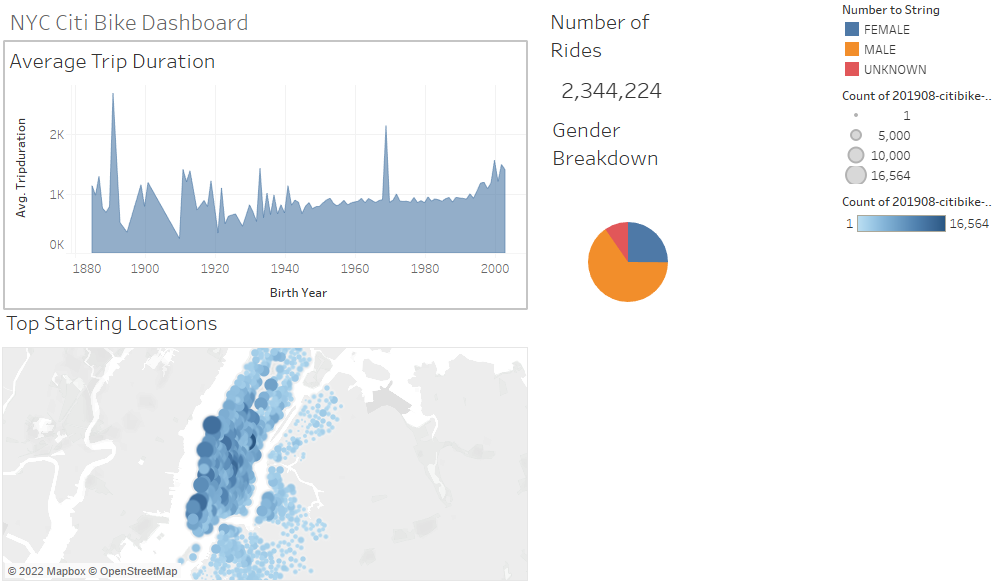 NYC Citi Bike Dashboard
Average Trip Duration
Avg. Tripduration
2K
1K
0K
1880 1900 1920 1940 1960 1980 2000
Birth Year
Top Starting Locations
© 2022 Mapbox © OpenStreetMap
Number of
Rides
2,344,224
Gender
Breakdown
Number to String
FEMALE
MALE
UNKNOWN
Count of 201908-citibike-..
1
5,000
10,000
16,564
Count of 201908-citibike-..
1 16,564